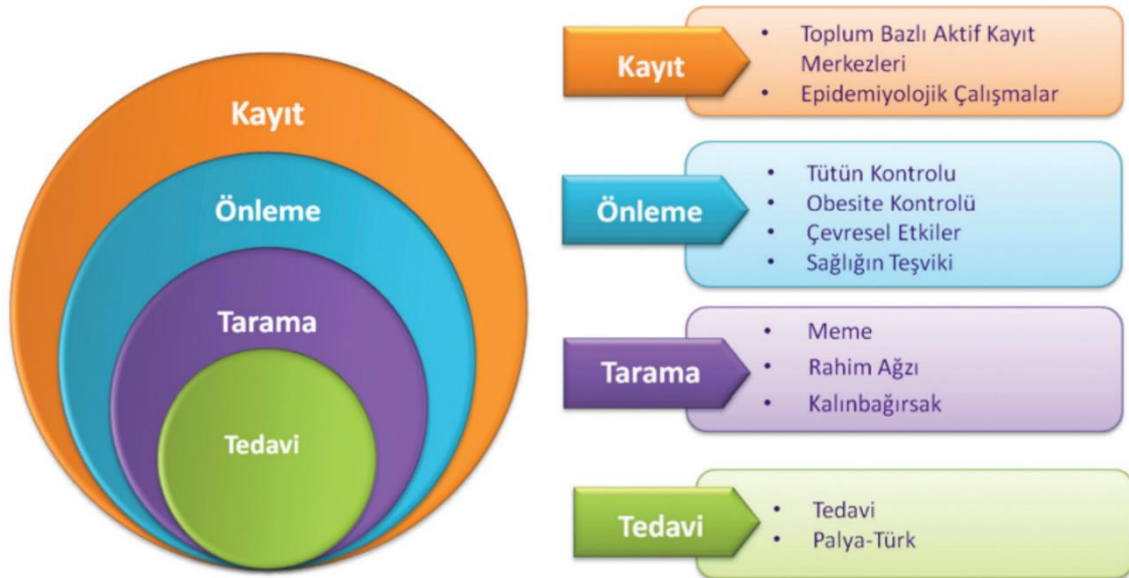 Kayıt
Önleme
Tarama
Tedavi
Kayıt
• Toplum Bazlı Aktif Kayıt
Merkezleri
• Epidemiyolojik Çalışmalar
Önleme
• Tütün Kontrolu
• Obesite Kontrolü
• Çevresel Etkiler
• Sağlığın Teşviki
Tarama
• Meme
• Rahim Ağzı
• Kalınbağırsak
Tedavi
• Tedavi
• Palya-Türk